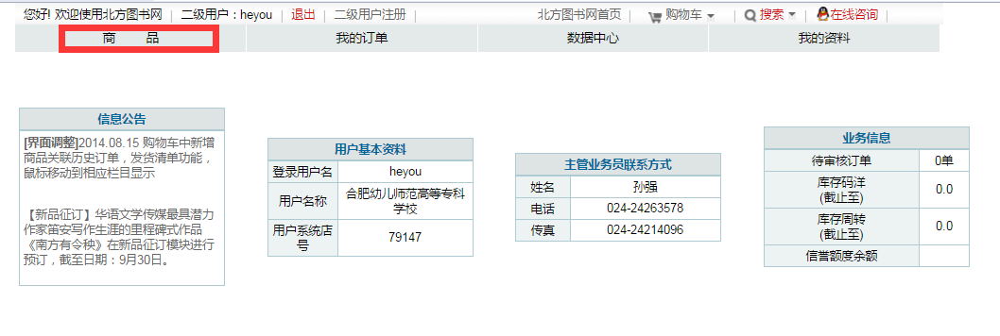 您好! 欢迎使用北方图书网 | 二级用户：heyou | 退出 | 二级用户注册 | 北方图书网首页 | 购物车 | 搜索 | 在线咨询 |
商 品 我的订单 数据中心 我的资料
信息公告
[界面调整]2014.08.15 购物车中新增
商品关联历史订单，发货清单功能，
鼠标移动到相应栏目显示
【新品征订】华语文学传媒最具潜力
作家笛安写作生涯的里程碑式作品
《南方有令秧》在新品征订模块进行
预订，截至日期：9月30日。
用户基本资料
登录用户名 heyou
用户名称 合肥幼儿师范高等专科
学校
用户系统店
号 79147
主管业务员联系方式
姓名 孙强
电话 024-24263578
传真 024-24214096
业务信息
待审核订单 0单
库存码洋
(截止至) 0.0
库存周转
(截止至) 0.0
信誉额度余额